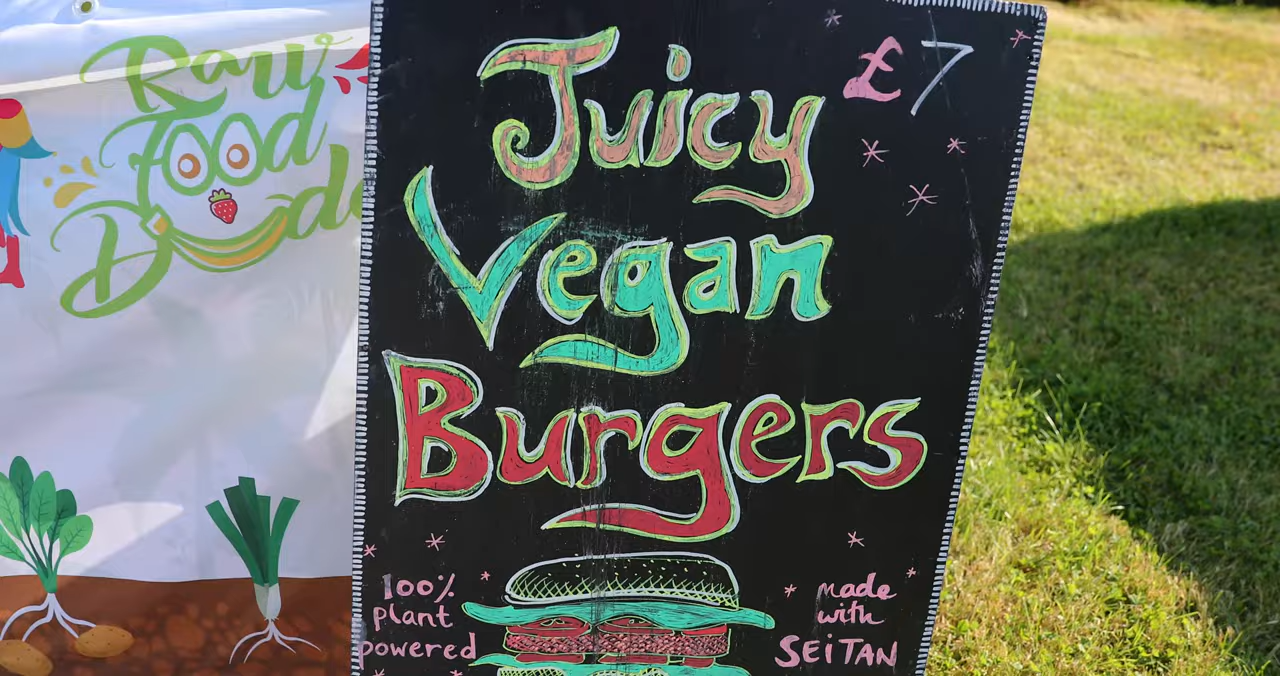 Raw
Food
Juicy
£7
Vegan
Burgers
100%
plant
powered
made
with
SEiTAN